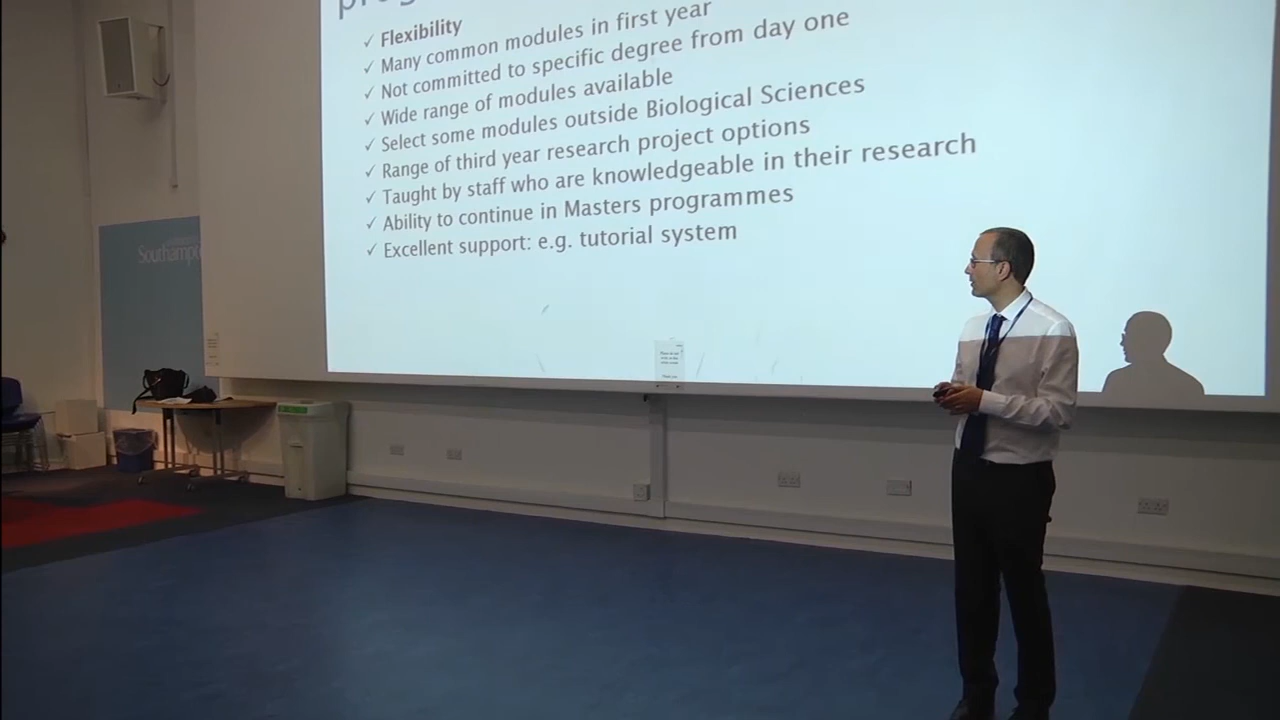 ✓ Flexibility
✓ Many common modules in first year
✓ Not committed to specific degree from day one
✓ Wide range of modules available
✓ Select some modules outside Biological Sciences
✓ Range of third year research project options
✓ Taught by staff who are knowledgeable in their research
✓ Ability to continue in Masters programmes
✓ Excellent support: e.g. tutorial system